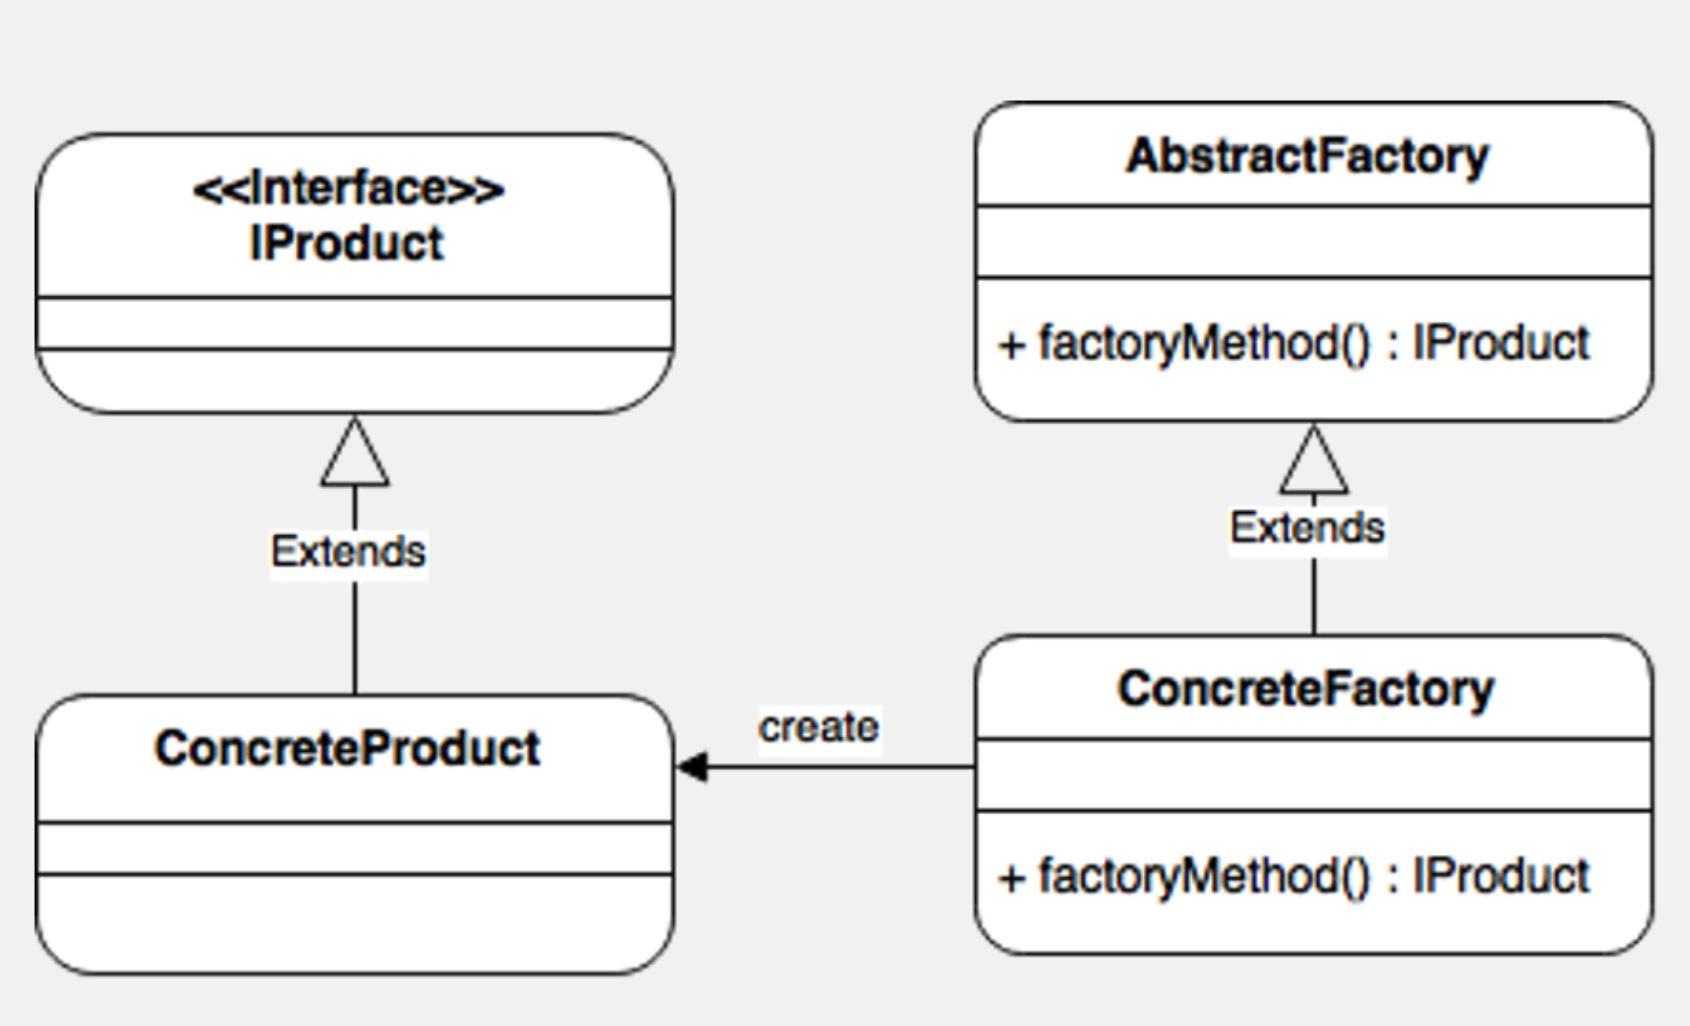 <<Interface>>
IProduct
Extends
ConcreteProduct
create
AbstractFactory
+ factoryMethod() : IProduct
Extends
ConcreteFactory
+ factoryMethod() : IProduct